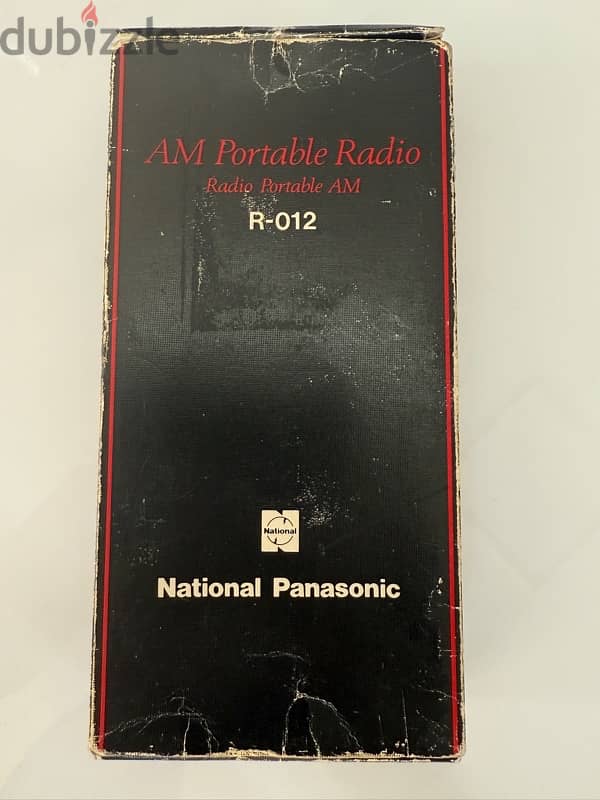 dubizzle
AM Portable Radio
Radio Portable AM
R-012
National
National Panasonic